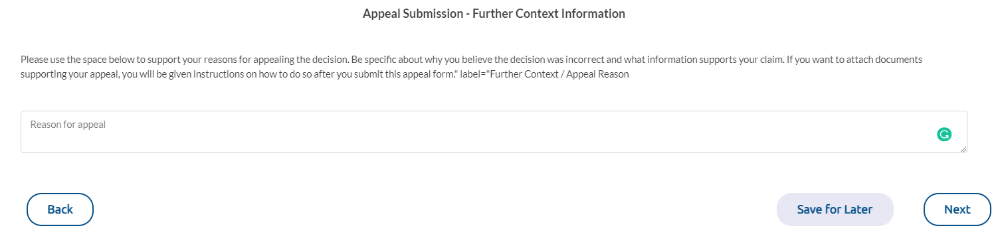 Appeal Submission - Further Context Information
Please use the space below to support your reasons for appealing the decision. Be specific about why you believe the decision was incorrect and what information supports your claim. If you want to attach documents
supporting your appeal, you will be given instructions on how to do so after you submit this appeal form." label="Further Context / Appeal Reason
Reason for appeal
Back
Save for Later
Next